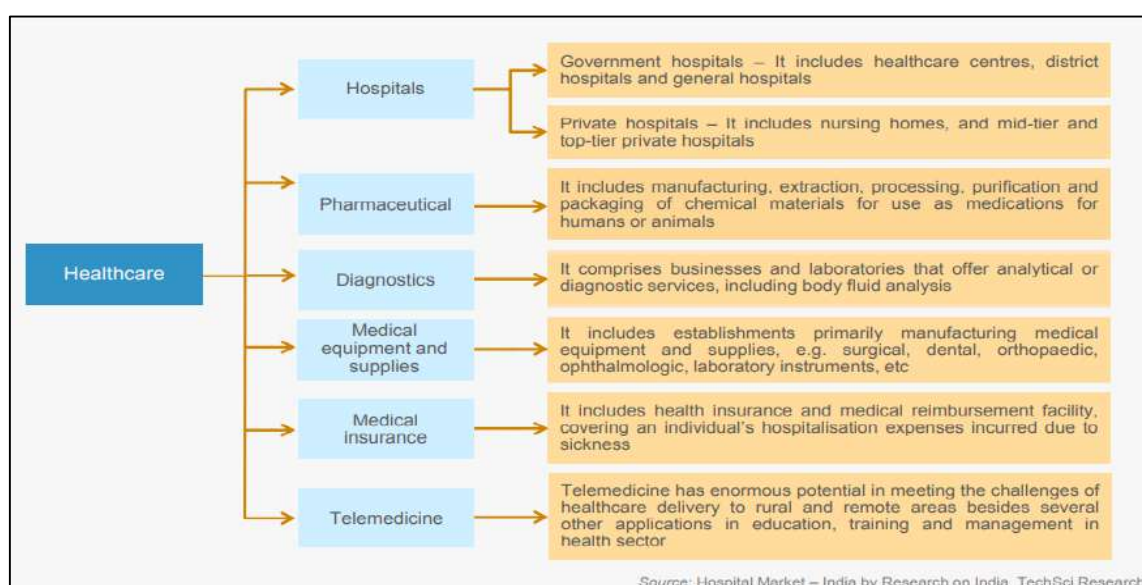 Healthcare
Hospitals
Government hospitals – It includes healthcare centres, district
hospitals and general hospitals
Private hospitals – It includes nursing homes, and mid-tier and
top-tier private hospitals
Pharmaceutical
It includes manufacturing, extraction, processing, purification and
packaging of chemical materials for use as medications for
humans or animals
Diagnostics
It comprises businesses and laboratories that offer analytical or
diagnostic services, including body fluid analysis
Medical
equipment and
supplies
It includes establishments primarily manufacturing medical
equipment and supplies, e.g. surgical, dental, orthopaedic,
ophthalmologic, laboratory instruments, etc
Medical
insurance
It includes health insurance and medical reimbursement facility,
covering an individual's hospitalisation expenses incurred due to
sickness
Telemedicine
Telemedicine has enormous potential in meeting the challenges of
healthcare delivery to rural and remote areas besides several
other applications in education, training and management in
health sector
Source: Hospital Market – India by Research on India, TechSci Research